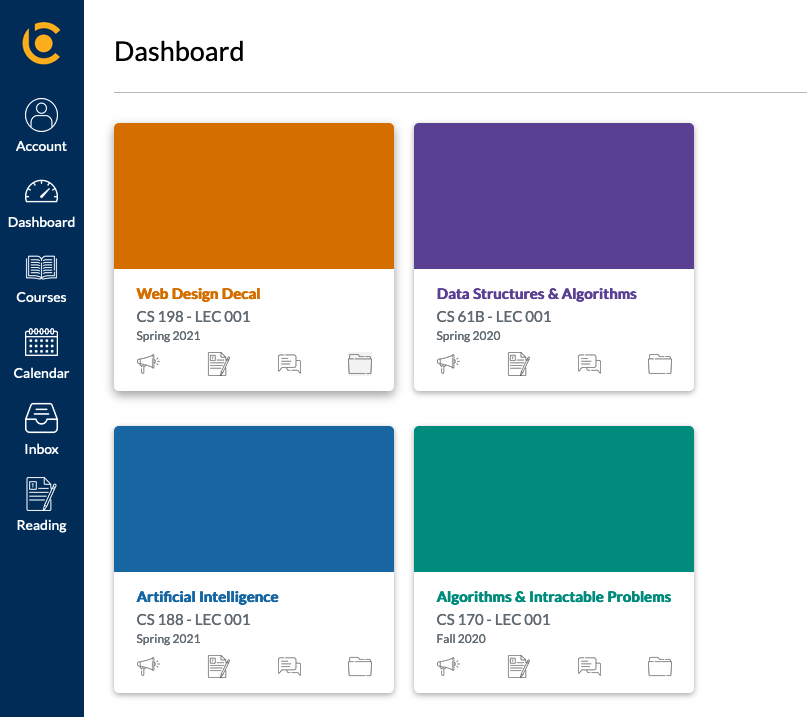 Dashboard
Account
Dashboard
Courses
Calendar
Inbox
Reading
Web Design Decal
CS 198 - LEC 001
Spring 2021
Data Structures & Algorithms
CS 61B - LEC 001
Spring 2020
Artificial Intelligence
CS 188 - LEC 001
Spring 2021
Algorithms & Intractable Problems
CS 170 - LEC 001
Fall 2020